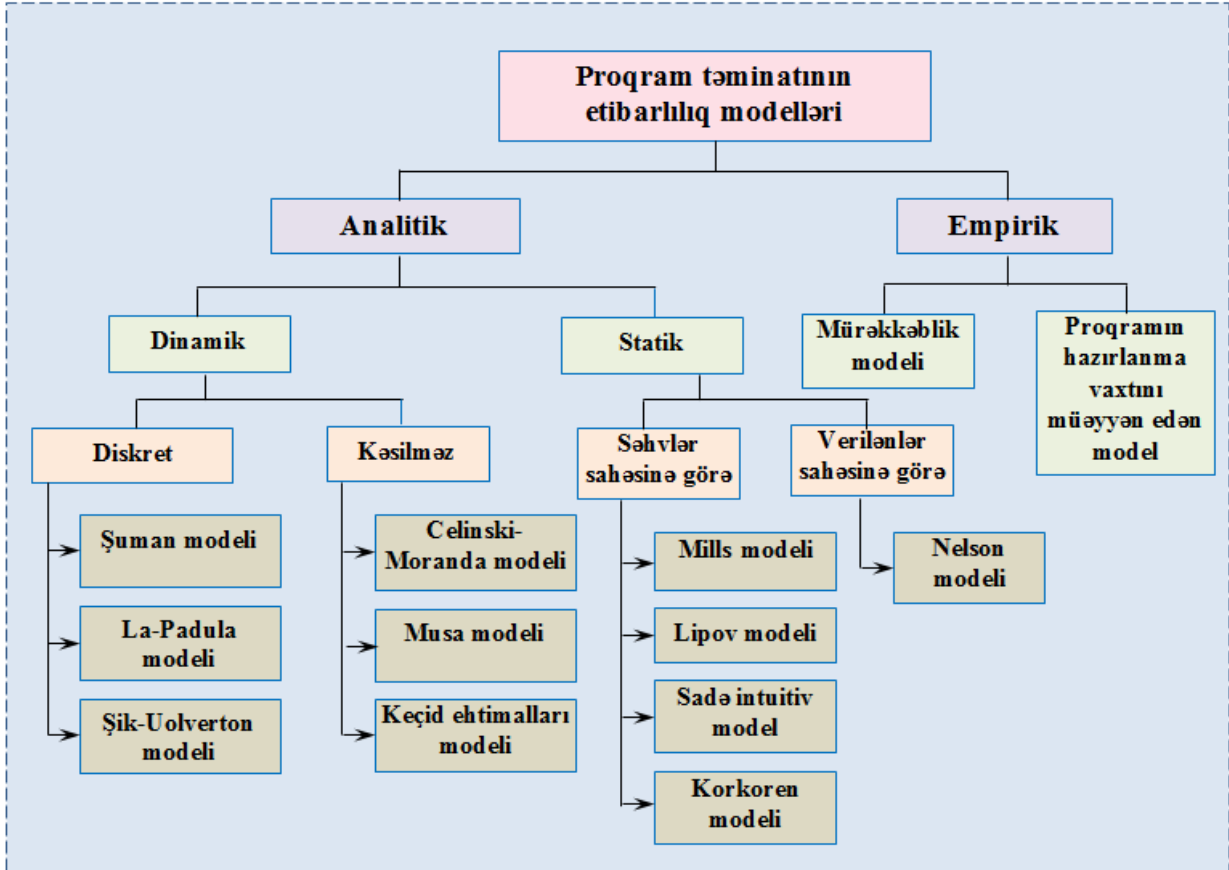 Proqram təminatının
etibarlılıq modelləri
Analitik
Empirik
Dinamik
Statik
Mürəkkəblik
modeli
Proqramın
hazırlanma
vaxtını
müəyyən edən
model
Diskret
Kəsilməz
Səhvlər
sahəsinə görə
Verilənlər
sahəsinə görə
Şuman modeli
La-Padula
modeli
Şik-Uolverton
modeli
Celinski-
Moranda modeli
Musa modeli
Keçid ehtimalları
modeli
Mills modeli
Lipov modeli
Sadə intuitiv
model
Korkoren
modeli
Nelson
modeli